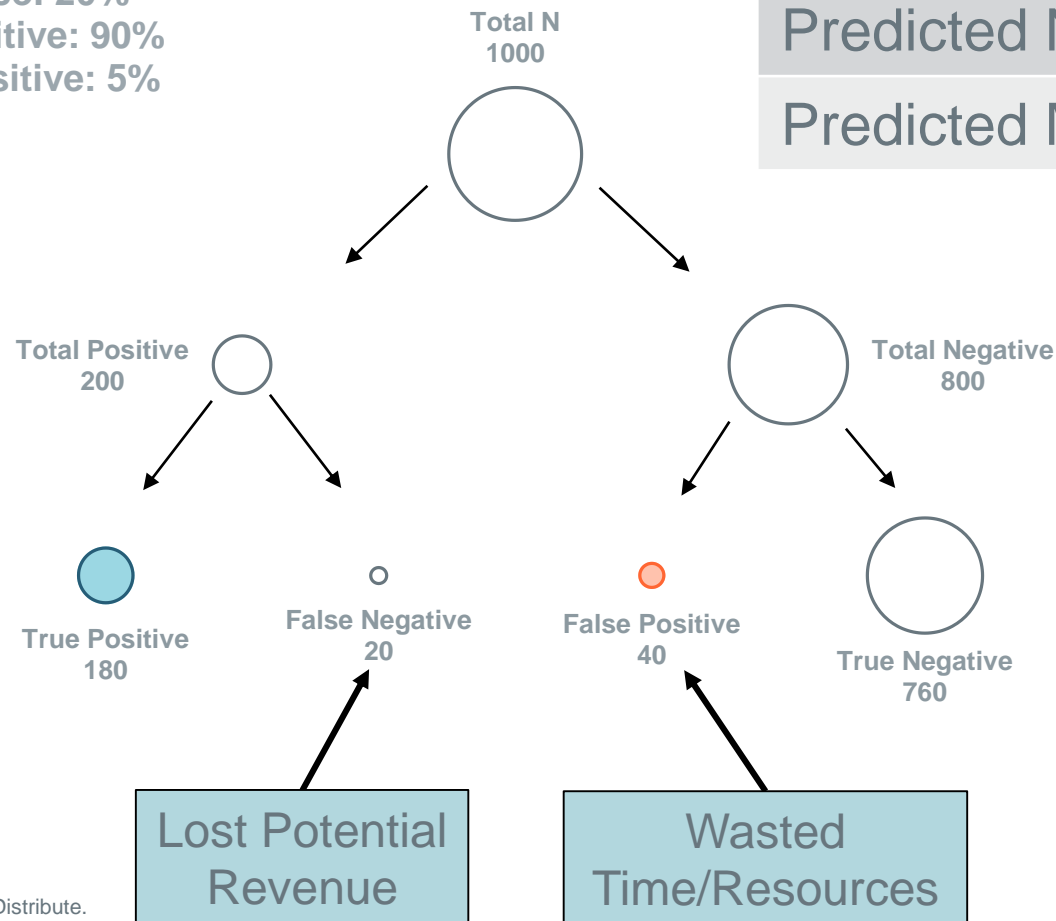 itive: 90%
sitive: 5%
Total N
1000
Predicted
Predicted
Total Positive
200
Total Negative
800
True Positive
180
False Negative
20
False Positive
40
True Negative
760
Lost Potential
Revenue
Wasted
Time/Resources
Distribute.